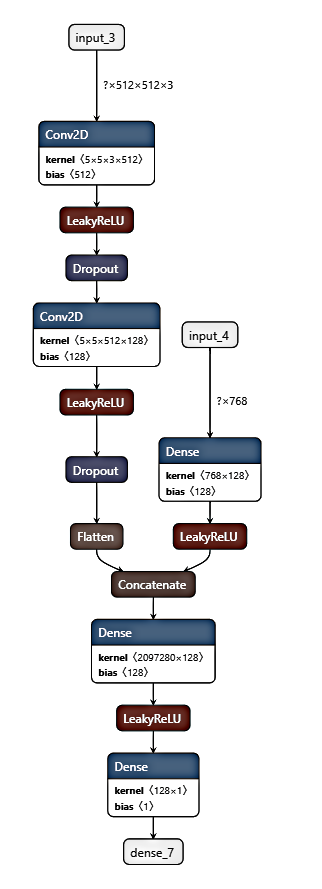 input_3
?×512×512×3
Conv2D
kernel ⟨5×5×3×512⟩
bias ⟨512⟩
LeakyReLU
Dropout
Conv2D
kernel ⟨5×5×512×128⟩
bias ⟨128⟩
input_4
LeakyReLU
?×768
Dropout
Dense
kernel ⟨768×128⟩
bias ⟨128⟩
Flatten
LeakyReLU
Concatenate
Dense
kernel ⟨2097280×128⟩
bias ⟨128⟩
LeakyReLU
Dense
kernel ⟨128×1⟩
bias ⟨1⟩
dense_7